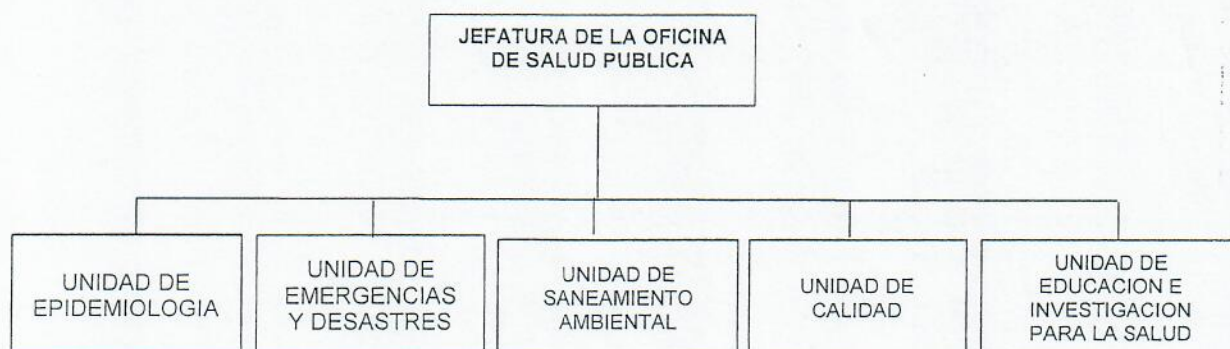 JEFATURA DE LA OFICINA
DE SALUD PUBLICA
UNIDAD DE
EPIDEMIOLOGIA
UNIDAD DE
EMERGENCIAS
Y DESASTRES
UNIDAD DE
SANEAMIENTO
AMBIENTAL
UNIDAD DE
CALIDAD
UNIDAD DE
EDUCACION E
INVESTIGACION
PARA LA SALUD